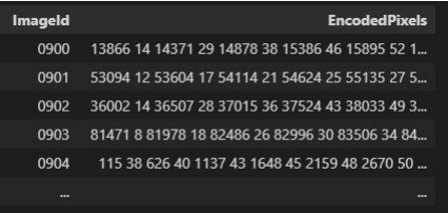 ImageId EncodedPixels
0900 13866 14 14371 29 14878 38 15386 46 15895 52 1...
0901 53094 12 53604 17 54114 21 54624 25 55135 27 5...
0902 36002 14 36507 28 37015 36 37524 43 38033 49 3...
0903 81471 8 81978 18 82486 26 82996 30 83506 34 84...
0904 115 38 626 40 1137 43 1648 45 2159 48 2670 50 ...
... ...